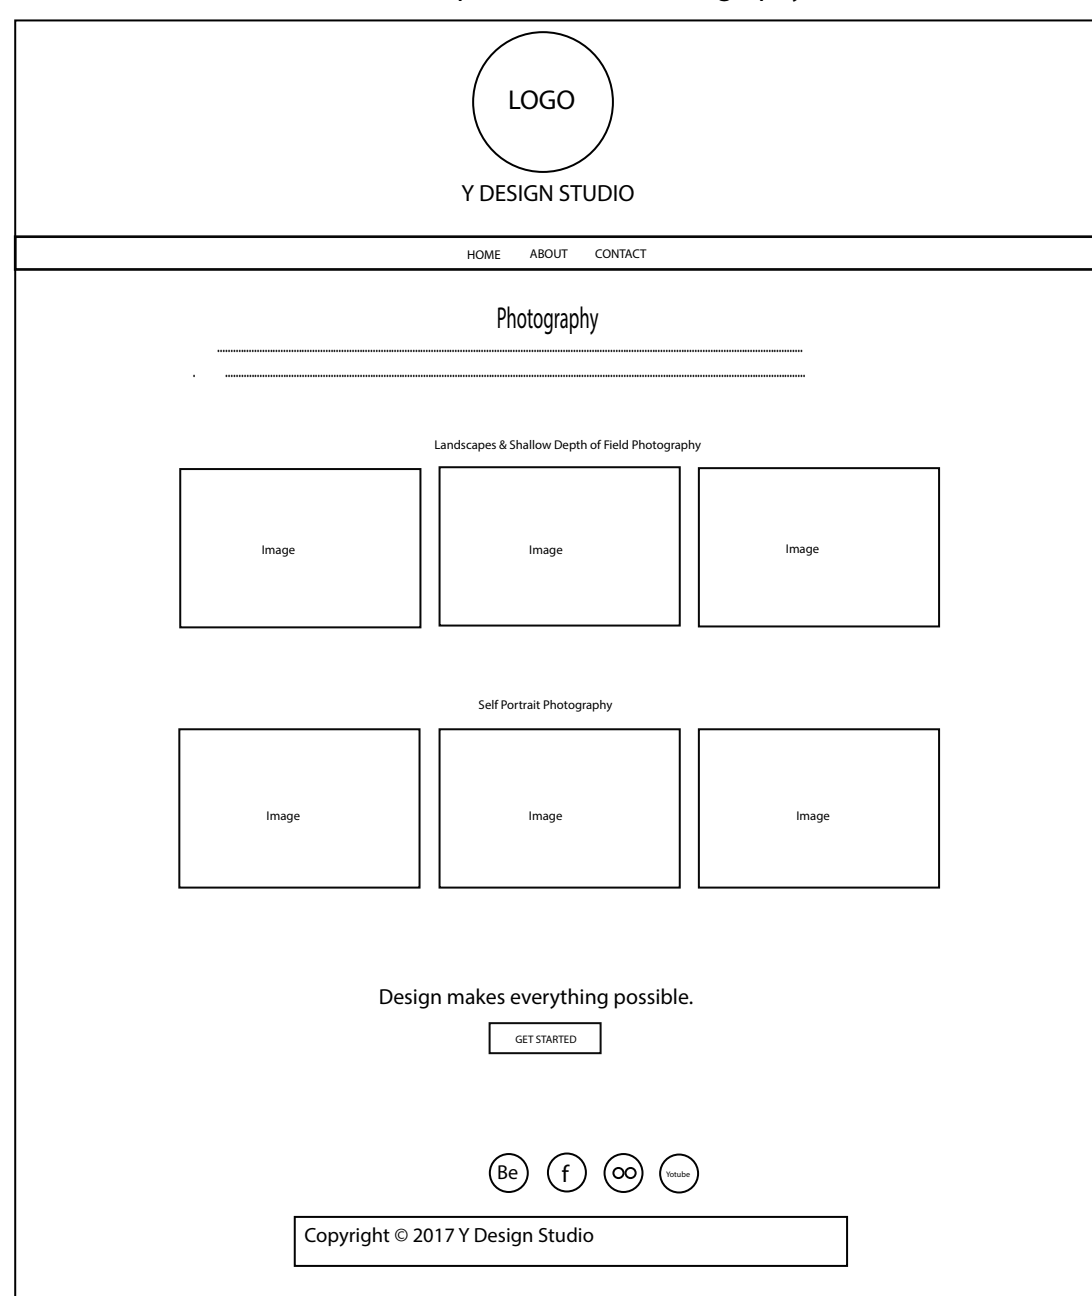 LOGO
Y DESIGN STUDIO
HOME ABOUT CONTACT
Photography
Landscapes & Shallow Depth of Field Photography
Image Image Image
Self Portrait Photography
Image Image Image
Design makes everything possible.
GET STARTED
Be f Yotube
Copyright © 2017 Y Design Studio